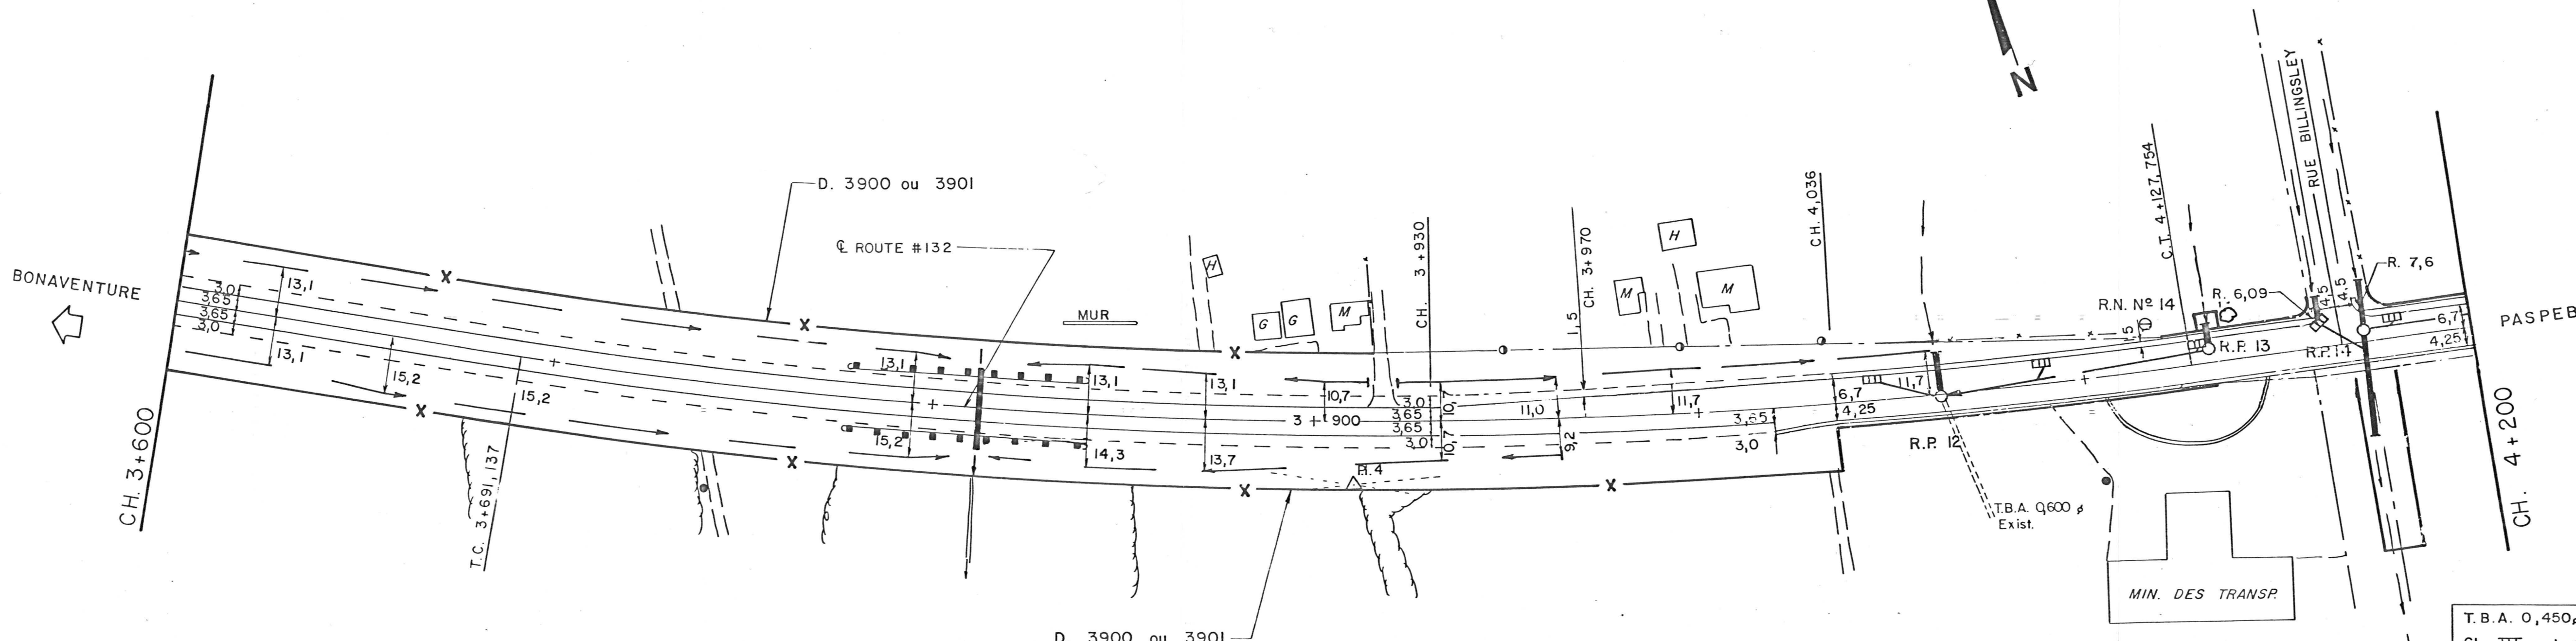 N
BONAVENTURE
CH. 3+600
3,0
3,65
3,65
3,0
13,1
13,1
15,2
15,2
T.C. 3+691,137
D. 3900 ou 3901
℄ ROUTE #132
MUR
X
X
X
X
X
X
X
13,1
15,2
13,1
14,3
13,1
13,7
H
G
G
M
10,7
3+900
CH. 3+930
3,0
3,65
3,65
3,0
10,7
10,7
P.I. 4
D. 3900 ou 3901
11,0
9,2
1,5
CH. 3+970
H
M
M
11,7
3,65
3,0
CH. 4,036
6,7
4,25
11,7
R.P. 12
T.B.A. 0,600 ϕ
Exist.
C.T. 4+127,754
R.N. Nº 14
R.P. 13
R. 6,09
RUE BILLINGSLEY
4,5
4,5
R.P. 14
R. 7,6
6,7
4,25
PASPEB
CH. 4+200
MIN. DES TRANSP.
T.B.A. 0,450